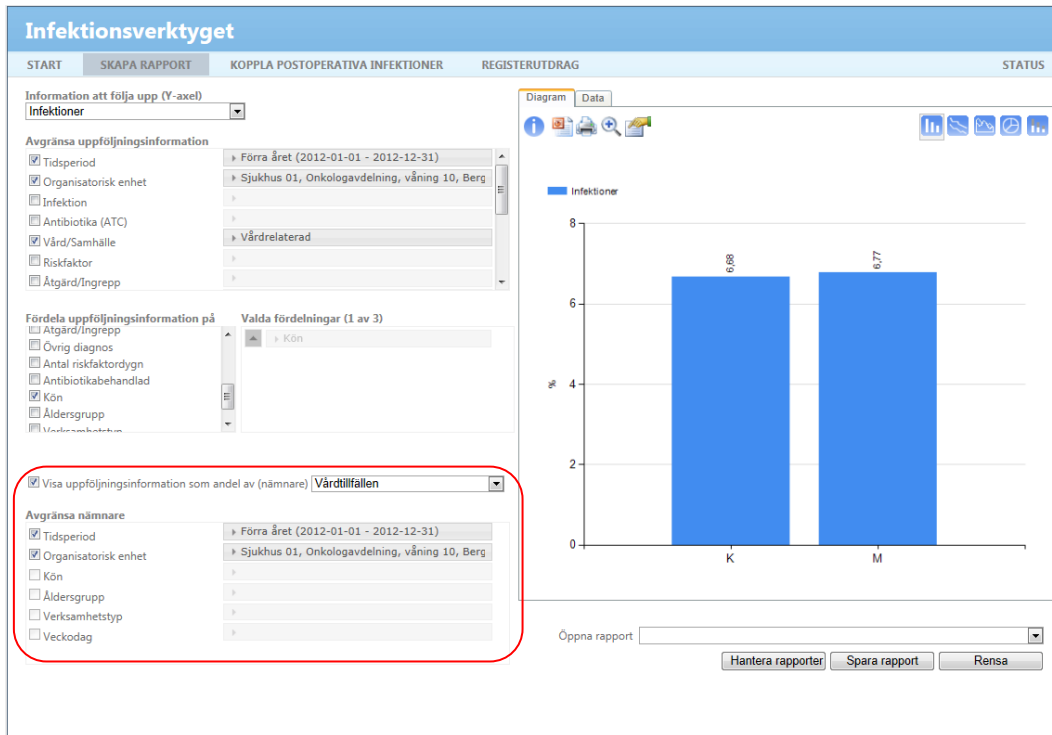 Infektionsverktyget
START SKAPA RAPPORT KOPPLA POSTOPERATIVA INFEKTIONER REGISTERUTDRAG STATUS
Information att följa upp (Y-axel)
Infektioner
Avgränsa uppföljningsinformation
Tidsperiod Förra året (2012-01-01 - 2012-12-31)
Organisatorisk enhet Sjukhus 01, Onkologavdelning, våning 10, Berg
Infektion
Antibiotika (ATC)
Vård/Samhälle Vårdrelaterad
Riskfaktor
Åtgärd/Ingrepp
Fördela uppföljningsinformation på Valda fördelningar (1 av 3)
Åtgärd/Ingrepp
Övrig diagnos
Antal riskfaktordygn
Antibiotikabehandlad
Kön
Åldersgrupp
Verksamhetstyp
Kön
Visa uppföljningsinformation som andel av (nämnare) Vårdtillfällen
Avgränsa nämnare
Tidsperiod Förra året (2012-01-01 - 2012-12-31)
Organisatorisk enhet Sjukhus 01, Onkologavdelning, våning 10, Berg
Kön
Åldersgrupp
Verksamhetstyp
Veckodag
Diagram Data
Infektioner
8
6
4
2
0
%
6,68
6,77
K M
Öppna rapport
Hantera rapporter Spara rapport Rensa